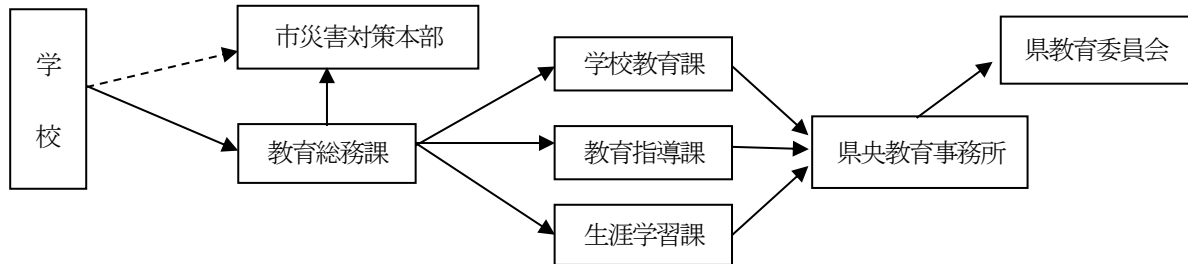 学校
市災害対策本部
教育総務課
学校教育課
教育指導課
生涯学習課
県央教育事務所
県教育委員会